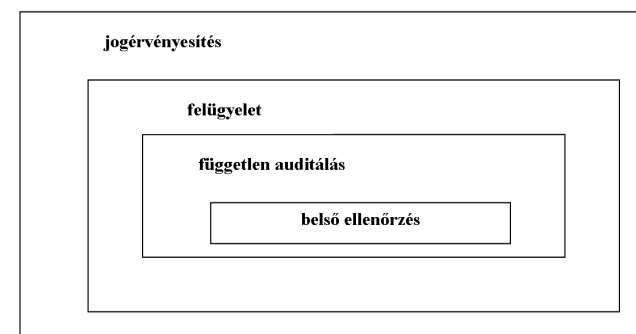 jogérvényesítés
felügyelet
független auditálás
belső ellenőrzés